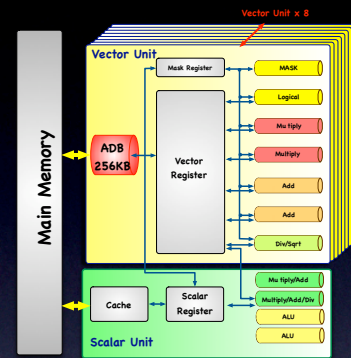 Vector Unit x 8
Vector Unit
Mask Register
MASK
Logical
Mu tiply
Multiply
Add
Add
Div/Sqrt
ADB
256KB
Vector
Register
Main Memory
Mu tiply/Add
Multiply/Add/Div
ALU
ALU
Cache
Scalar
Register
Scalar Unit